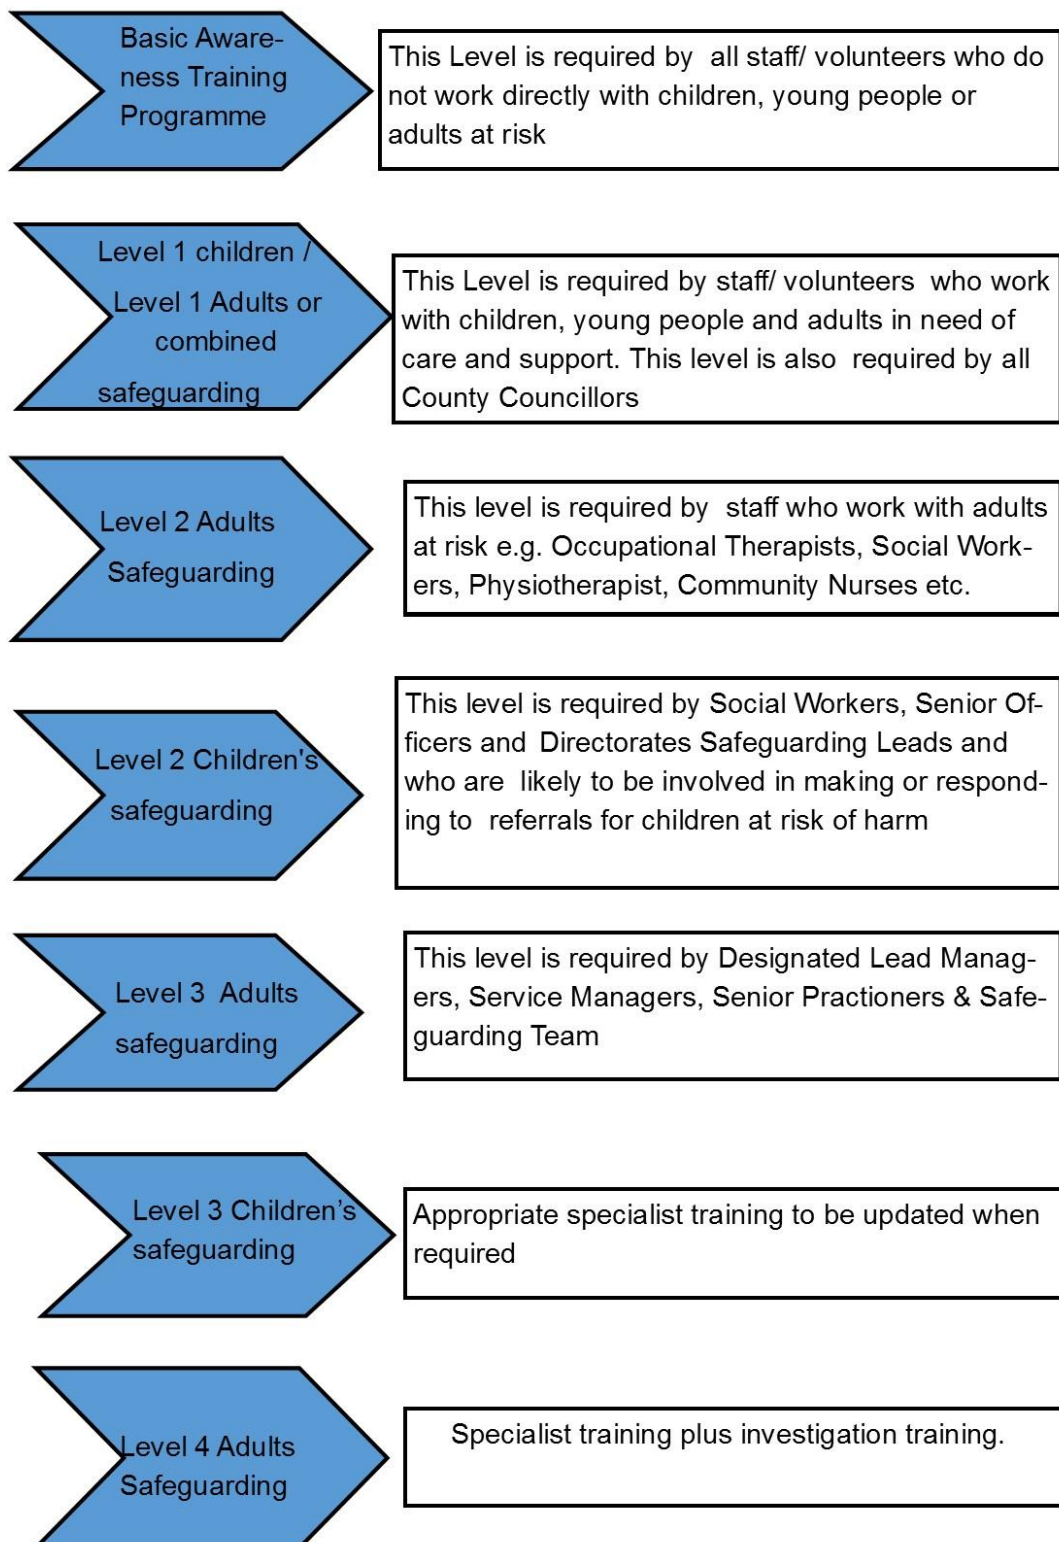 Basic Aware-
ness Training
Programme
This Level is required by all staff/ volunteers who do
not work directly with children, young people or
adults at risk
Level 1 children /
Level 1 Adults or
combined
safeguarding
This Level is required by staff/ volunteers who work
with children, young people and adults in need of
care and support. This level is also required by all
County Councillors
Level 2 Adults
Safeguarding
This level is required by staff who work with adults
at risk e.g. Occupational Therapists, Social Work-
ers, Physiotherapist, Community Nurses etc.
Level 2 Children's
safeguarding
This level is required by Social Workers, Senior Of-
ficers and Directorates Safeguarding Leads and
who are likely to be involved in making or respond-
ing to referrals for children at risk of harm
Level 3 Adults
safeguarding
This level is required by Designated Lead Manag-
ers, Service Managers, Senior Practioners & Safe-
guarding Team
Level 3 Children’s
safeguarding
Appropriate specialist training to be updated when
required
Level 4 Adults
Safeguarding
Specialist training plus investigation training.